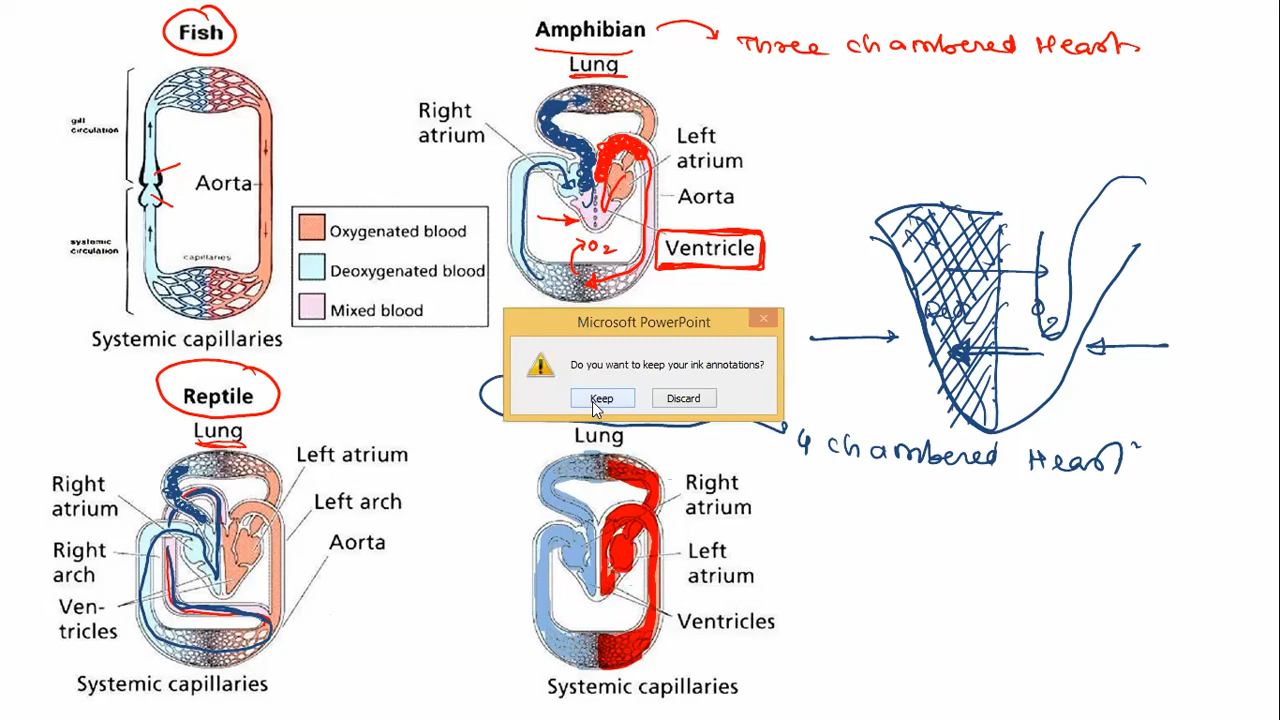 Fish
Amphibian
Three chambered Heart
Lung
Right
atrium
Left
atrium
gill
circulation
Aorta
Aorta
Oxygenated blood
Deoxygenated blood
Mixed blood
Ventricle
O2
systemic
circulation
capillaries
Systemic capillaries
O2
Microsoft PowerPoint
Do you want to keep your ink annotations?
Keep
Discard
Reptile
Lung
Lung
4 chambered Heart
Left atrium
Right
atrium
Left arch
Aorta
Right
arch
Ven-
tricles
Systemic capillaries
Right
atrium
Left
atrium
Ventricles
Systemic capillaries